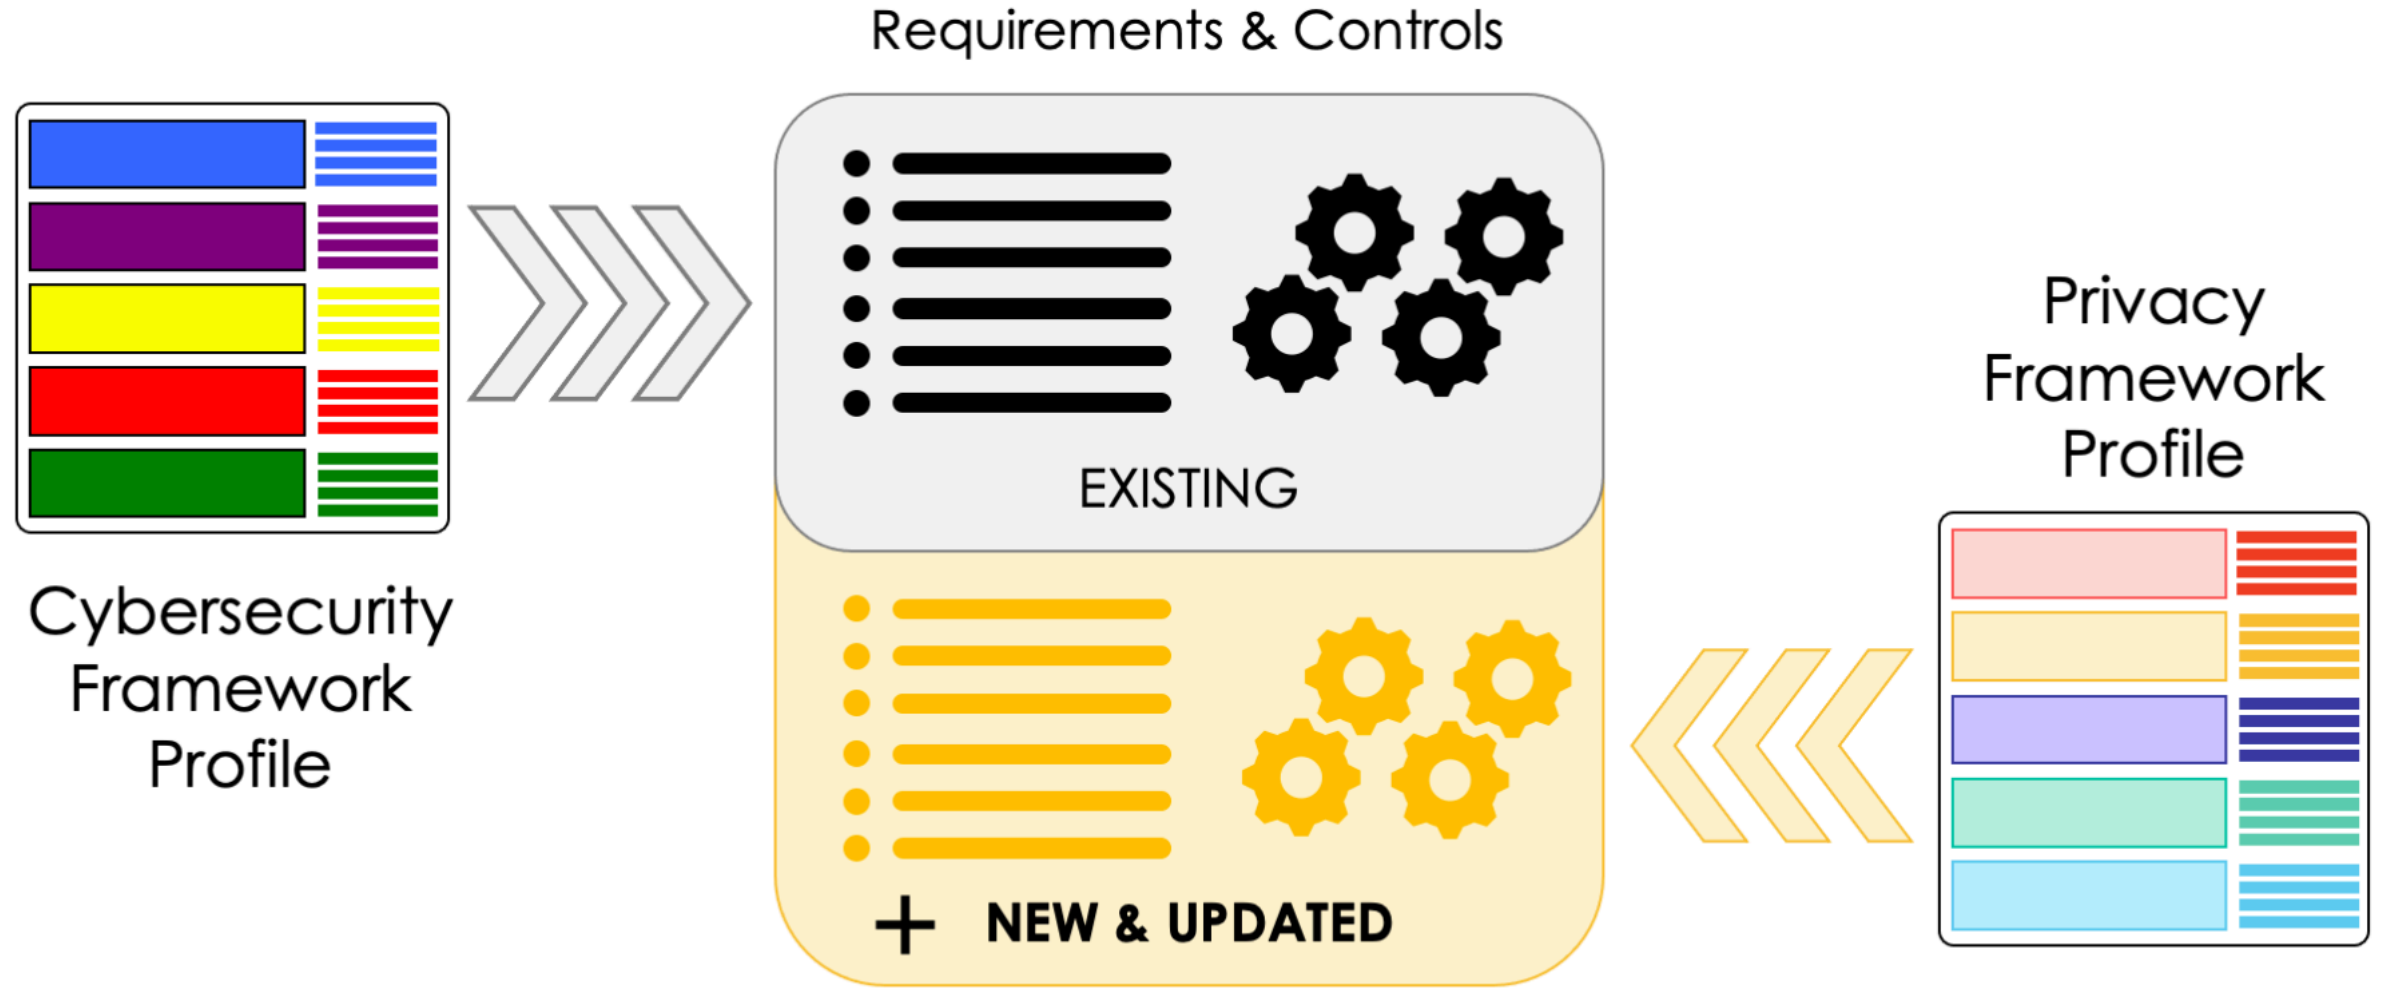 Requirements & Controls
EXISTING
+ NEW & UPDATED
Cybersecurity
Framework
Profile
Privacy
Framework
Profile